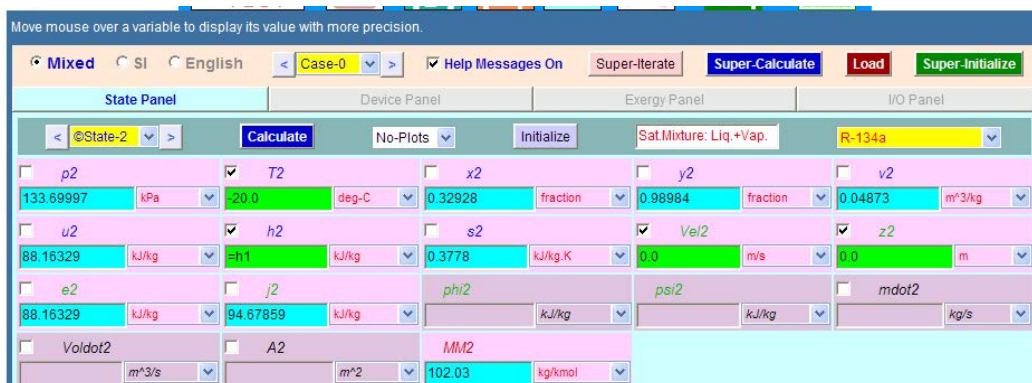 Move mouse over a variable to display its value with more precision.
Mixed SI English < Case-0 > Help Messages On Super-Iterate Super-Calculate Load Super-Initialize
State Panel Device Panel Exergy Panel I/O Panel
< ©State-2 > Calculate No-Plots Initialize Sat.Mixture: Liq.+Vap. R-134a
p2 T2 x2 y2 v2
133.69997 kPa -20.0 deg-C 0.32928 fraction 0.98984 fraction 0.04873 m^3/kg
u2 h2 s2 Vel2 z2
88.16329 kJ/kg =h1 kJ/kg 0.3778 kJ/kg.K 0.0 m/s 0.0 m
e2 j2 phi2 psi2 mdot2
88.16329 kJ/kg 94.67859 kJ/kg kJ/kg kJ/kg kg/s
Voldot2 A2 MM2
m^3/s m^2 102.03 kg/kmol